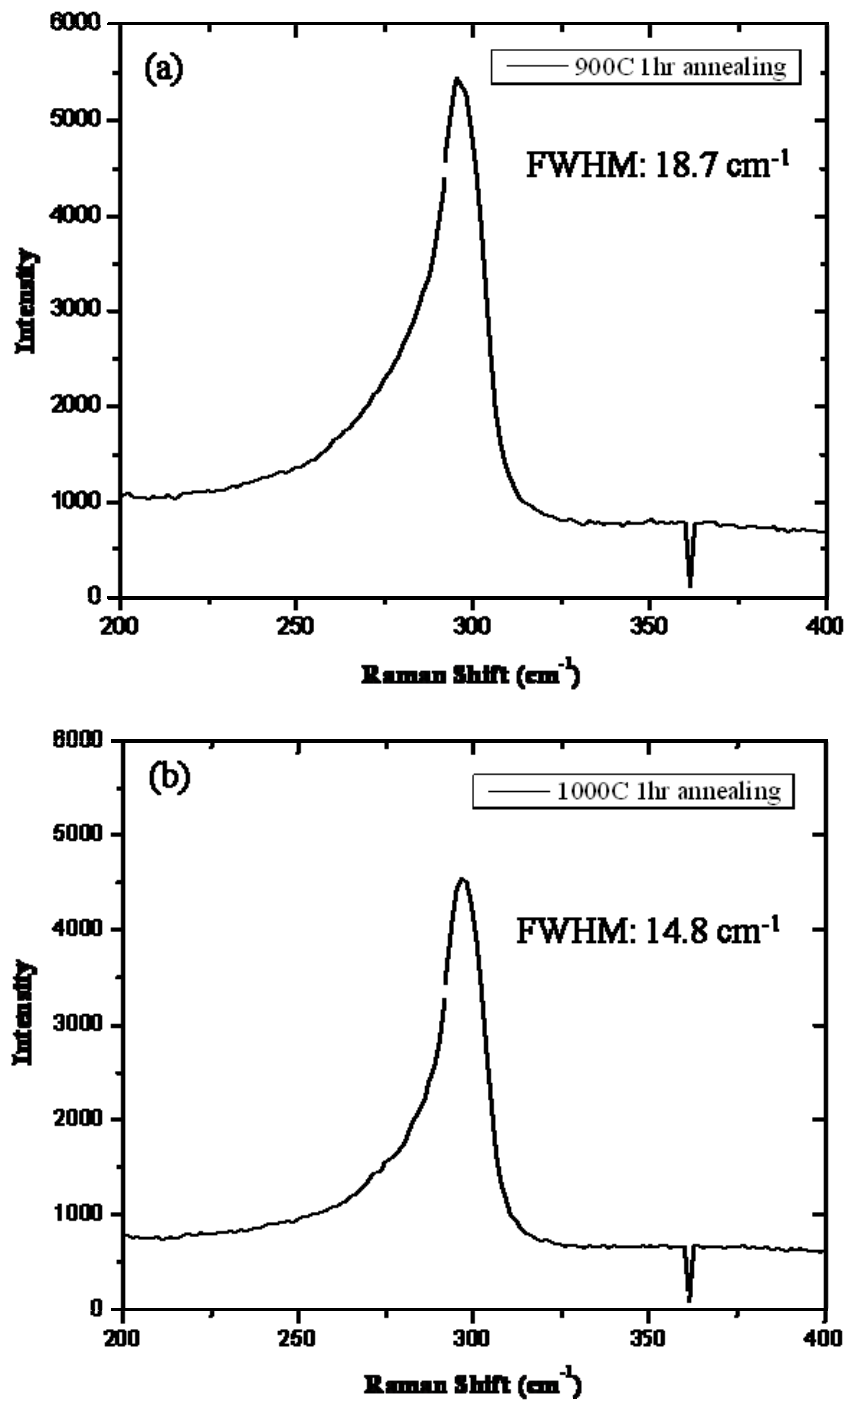 6000
(a)
900C 1hr annealing
5000
FWHM: 18.7 cm-1
4000
Intensity
3000
2000
1000
0
200 250 300 350 400
Raman Shift (cm-1)
6000
(b)
1000C 1hr annealing
5000
FWHM: 14.8 cm-1
4000
Intensity
3000
2000
1000
0
200 250 300 350 400
Raman Shift (cm-1)